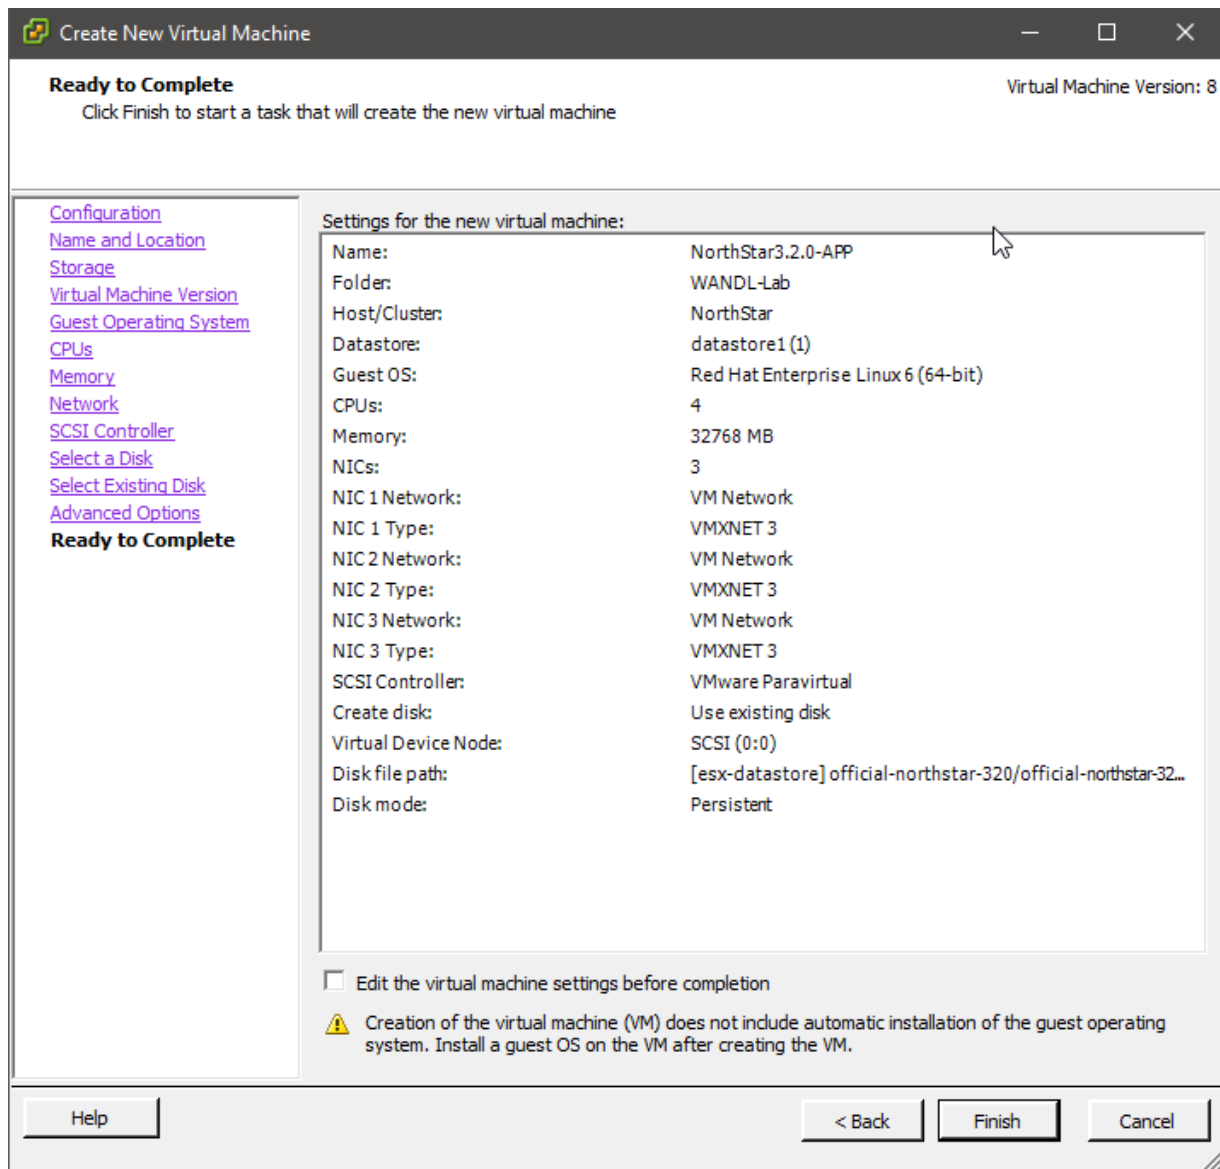 Create New Virtual Machine
Ready to Complete
Virtual Machine Version: 8
Click Finish to start a task that will create the new virtual machine
Configuration
Name and Location
Storage
Virtual Machine Version
Guest Operating System
CPUs
Memory
Network
SCSI Controller
Select a Disk
Select Existing Disk
Advanced Options
Ready to Complete
Settings for the new virtual machine:
Name: NorthStar3.2.0-APP
Folder: WANDL-Lab
Host/Cluster: NorthStar
Datastore: datastore1 (1)
Guest OS: Red Hat Enterprise Linux 6 (64-bit)
CPUs: 4
Memory: 32768 MB
NICs: 3
NIC 1 Network: VM Network
NIC 1 Type: VMXNET 3
NIC 2 Network: VM Network
NIC 2 Type: VMXNET 3
NIC 3 Network: VM Network
NIC 3 Type: VMXNET 3
SCSI Controller: VMware Paravirtual
Create disk: Use existing disk
Virtual Device Node: SCSI (0:0)
Disk file path: [esx-datastore] official-northstar-320/official-northstar-32...
Disk mode: Persistent
Edit the virtual machine settings before completion
Creation of the virtual machine (VM) does not include automatic installation of the guest operating
system. Install a guest OS on the VM after creating the VM.
Help
< Back
Finish
Cancel